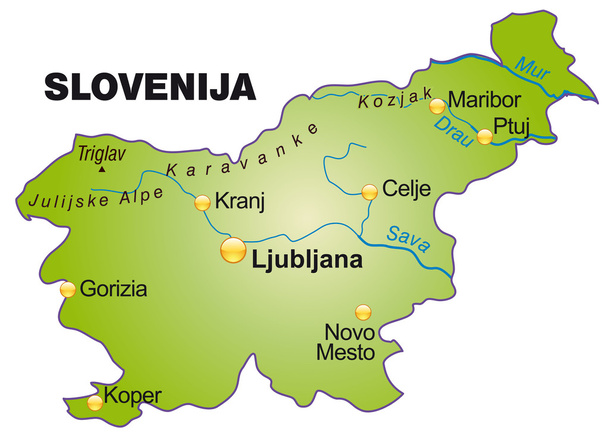 Mur
SLOVENIJA
Kozjak
Maribor
Drau
Ptuj
Triglav
Karavanke
Julijske Alpe
Kranj
Celje
Sava
Ljubljana
Gorizia
Novo
Mesto
Koper